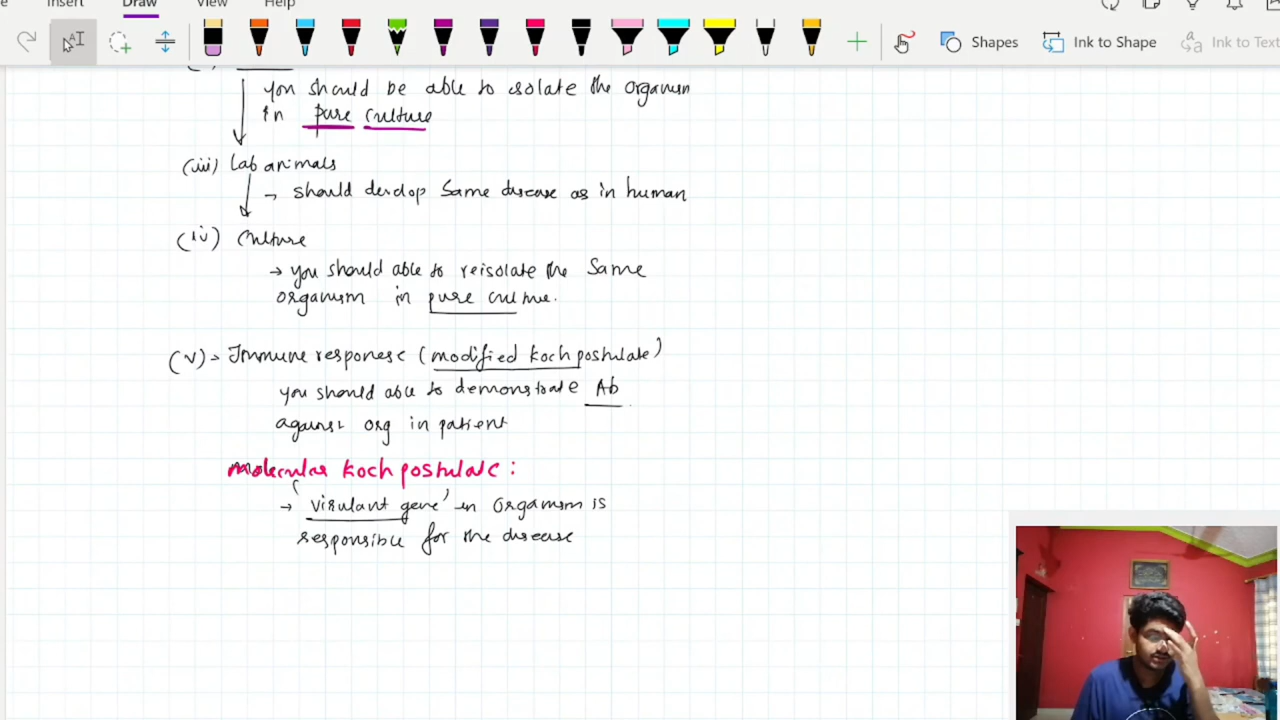 Insert Draw View Help
Shapes Ink to Shape Ink to Text
you should be able to isolate the organism
in pure culture
(iii) Lab animals
→ should develop same disease as in human
(iv) Culture
→ you should able to reisolate the same
organism in pure culture.
(v) → Immune response (modified koch postulate)
you should able to demonstrate Ab
against org in patient
molecular koch postulate:
→ 'virulant gene' in organism is
responsible for the disease